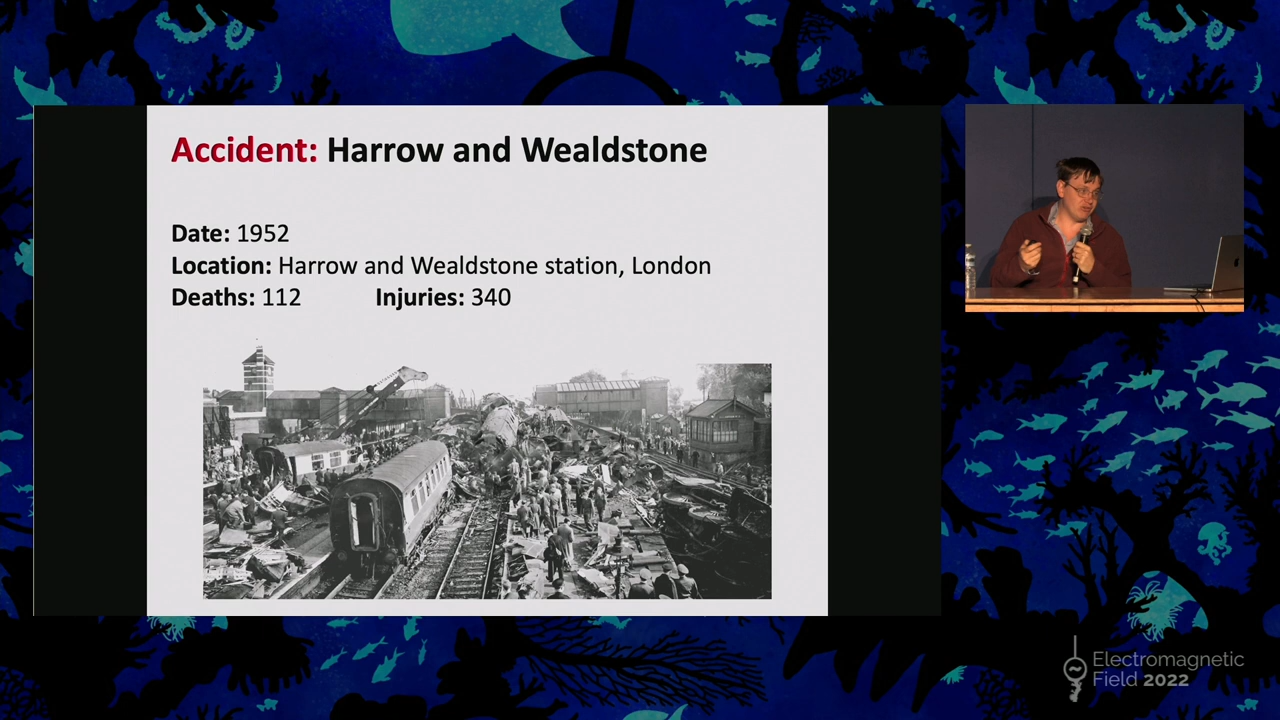 Accident: Harrow and Wealdstone
Date: 1952
Location: Harrow and Wealdstone station, London
Deaths: 112 Injuries: 340
Electromagnetic
Field 2022